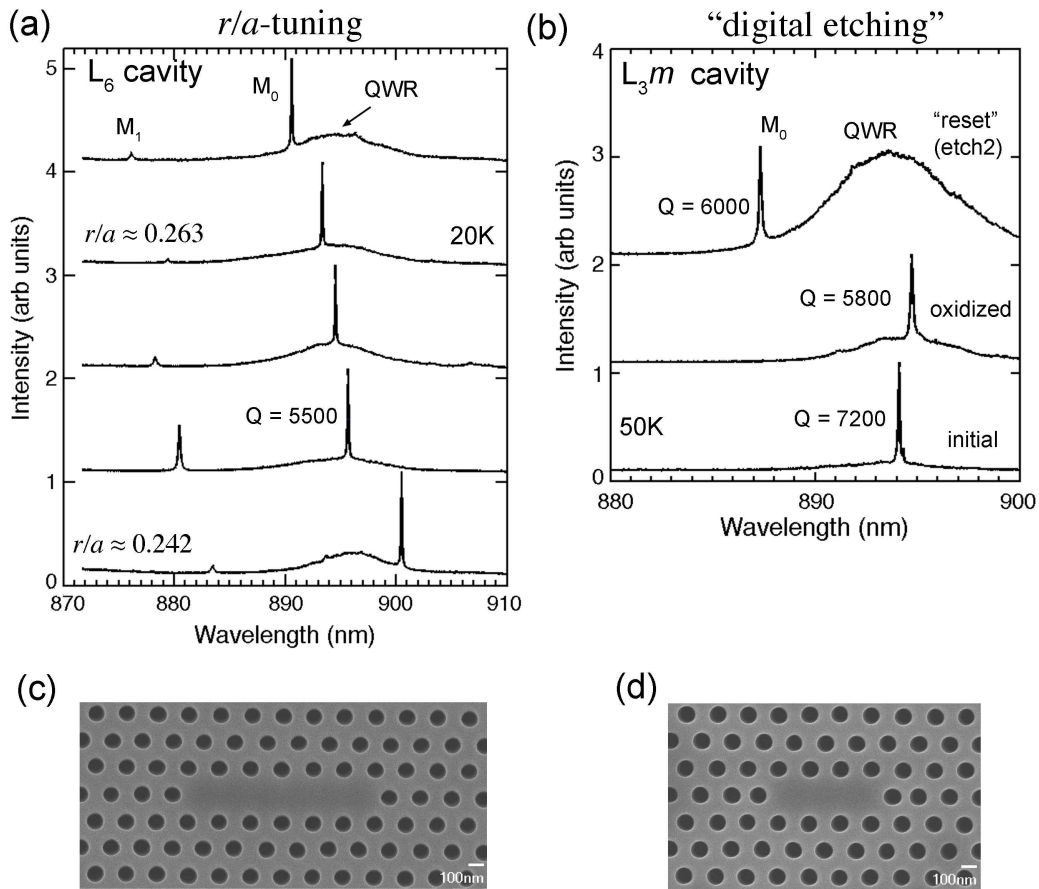 (a)
r/a-tuning
L6 cavity
M0
QWR
M1
r/a ≈ 0.263
20K
Q = 5500
r/a ≈ 0.242
Intensity (arb units)
5
4
3
2
1
0
870
880
890
900
910
Wavelength (nm)
(b)
"digital etching"
L3m cavity
M0
QWR
"reset"
(etch2)
Q = 6000
Q = 5800
oxidized
Q = 7200
50K
initial
Intensity (arb units)
4
3
2
1
0
880
890
900
Wavelength (nm)
(c)
100nm
(d)
100nm